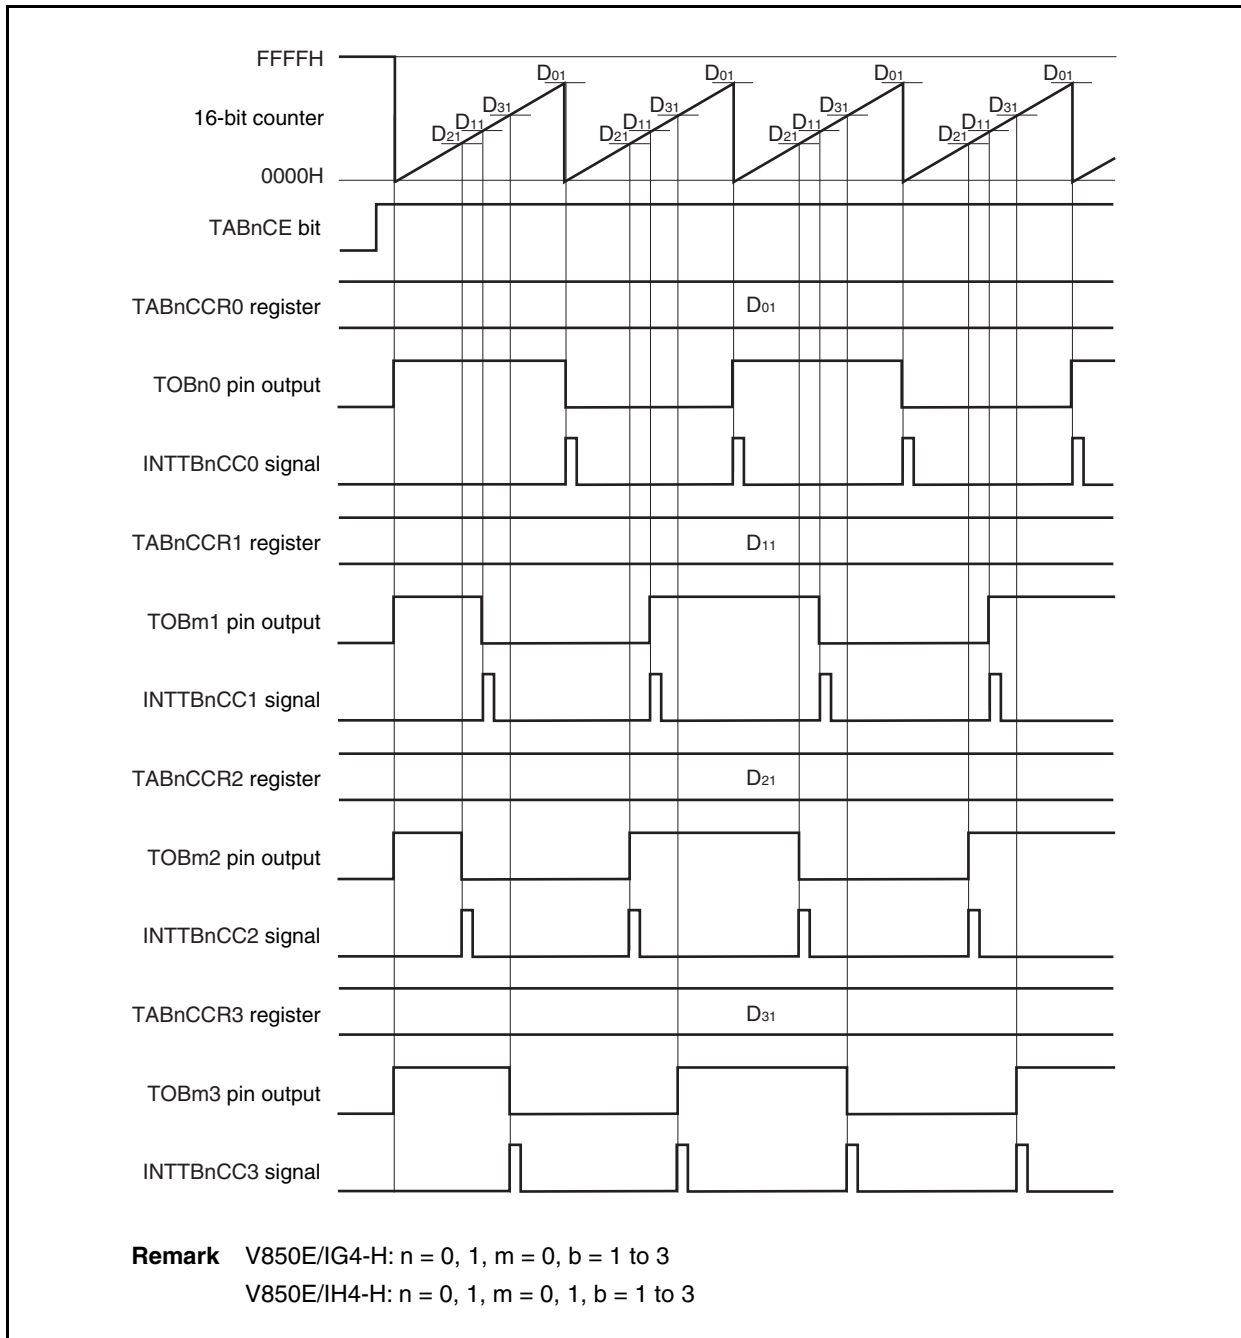 FFFFH
D01 D01 D01 D01
16-bit counter
D31 D31 D31 D31
D11 D11 D11 D11
D21 D21 D21 D21
0000H
TABnCE bit
TABnCCR0 register
D01
TOBn0 pin output
INTTBnCC0 signal
TABnCCR1 register
D11
TOBm1 pin output
INTTBnCC1 signal
TABnCCR2 register
D21
TOBm2 pin output
INTTBnCC2 signal
TABnCCR3 register
D31
TOBm3 pin output
INTTBnCC3 signal
Remark V850E/IG4-H: n = 0, 1, m = 0, b = 1 to 3
V850E/IH4-H: n = 0, 1, m = 0, 1, b = 1 to 3